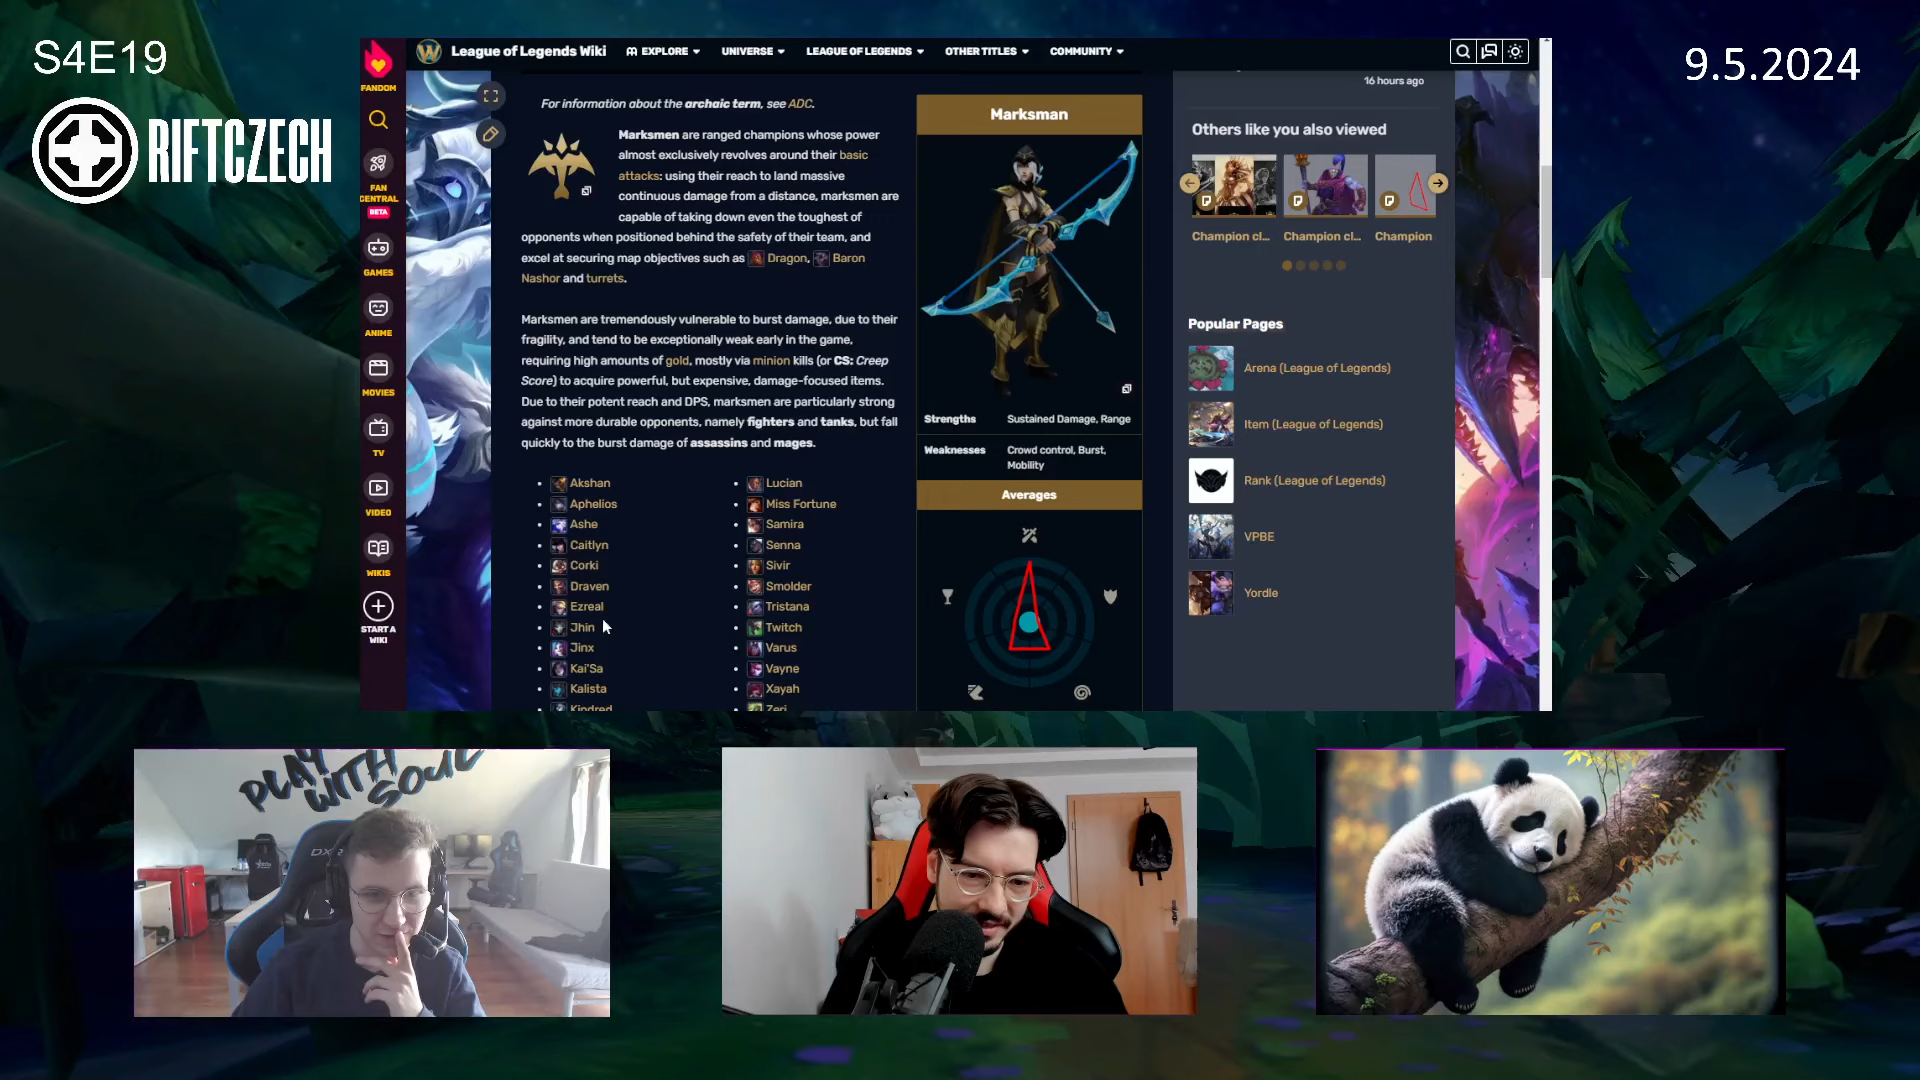 S4E19
RIFTCZECH
9.5.2024
FANDOM
FAN
CENTRAL
BETA
GAMES
ANIME
MOVIES
TV
VIDEO
WIKIS
START A
WIKI
League of Legends Wiki
EXPLORE
UNIVERSE
LEAGUE OF LEGENDS
OTHER TITLES
COMMUNITY
For information about the archaic term, see ADC.
Marksmen are ranged champions whose power
almost exclusively revolves around their basic
attacks: using their reach to land massive
continuous damage from a distance, marksmen are
capable of taking down even the toughest of
opponents when positioned behind the safety of their team, and
excel at securing map objectives such as Dragon, Baron
Nashor and turrets.
Marksmen are tremendously vulnerable to burst damage, due to their
fragility, and tend to be exceptionally weak early in the game,
requiring high amounts of gold, mostly via minion kills (or CS: Creep
Score) to acquire powerful, but expensive, damage-focused items.
Due to their potent reach and DPS, marksmen are particularly strong
against more durable opponents, namely fighters and tanks, but fall
quickly to the burst damage of assassins and mages.
Akshan
Aphelios
Ashe
Caitlyn
Corki
Draven
Ezreal
Jhin
Jinx
Kai'Sa
Kalista
Kindred
Lucian
Miss Fortune
Samira
Senna
Sivir
Smolder
Tristana
Twitch
Varus
Vayne
Xayah
Zeri
Marksman
Strengths Sustained Damage, Range
Weaknesses Crowd control, Burst,
Mobility
Averages
16 hours ago
Others like you also viewed
Champion cl...
Champion cl...
Champion
Popular Pages
Arena (League of Legends)
Item (League of Legends)
Rank (League of Legends)
VPBE
Yordle
PLAY
WITH
SOUL
DX